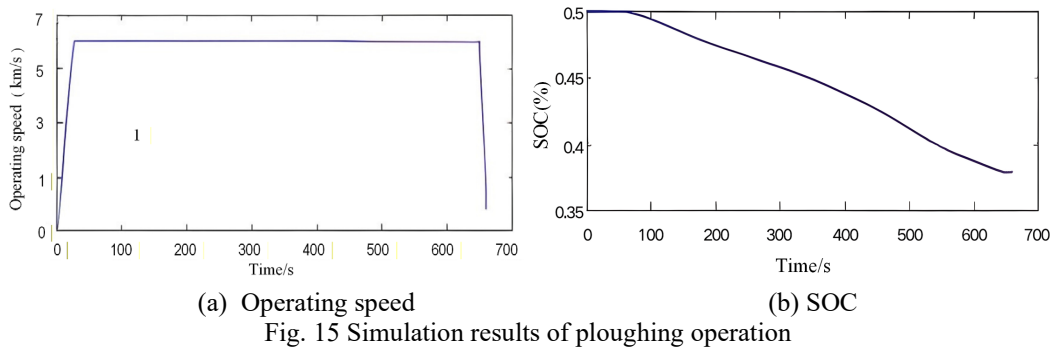 7
5
3
1
0
Operating speed ( km/s )
1
0 100 200 300 400 500 600 700
Time/s
0.5
0.45
0.4
0.35
SOC(%)
0 100 200 300 400 500 600 700
Time/s
(a) Operating speed
(b) SOC
Fig. 15 Simulation results of ploughing operation